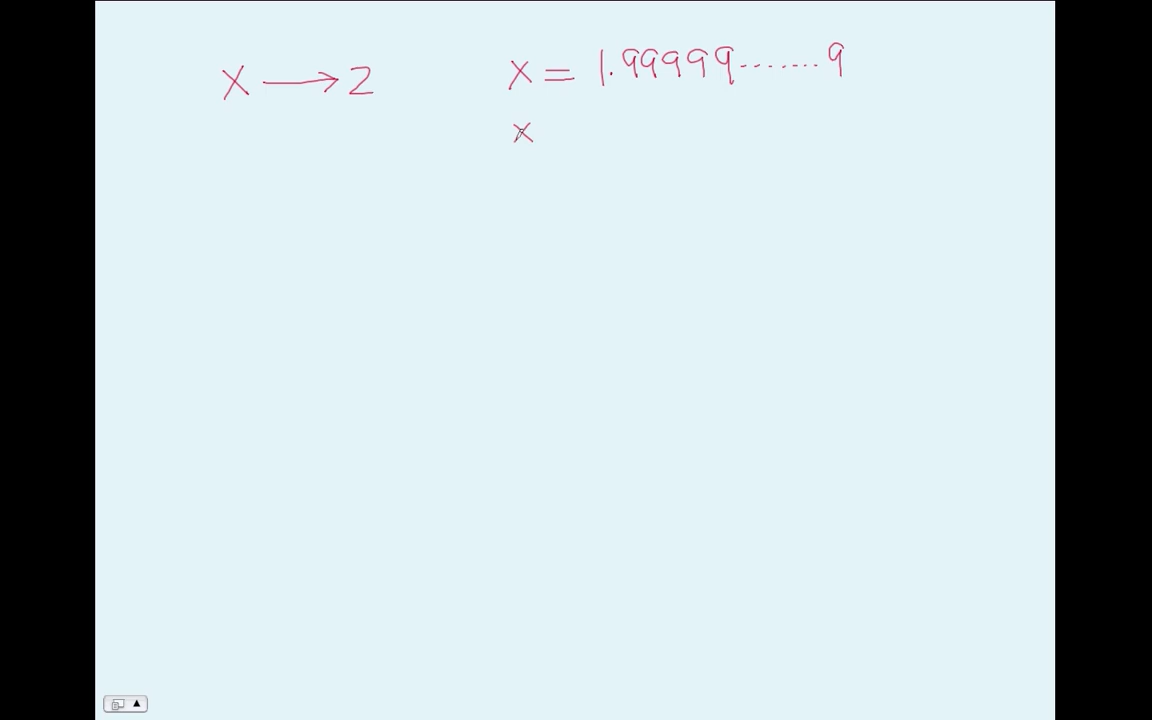 x ⟶ 2
x = 1.99999.......9
x